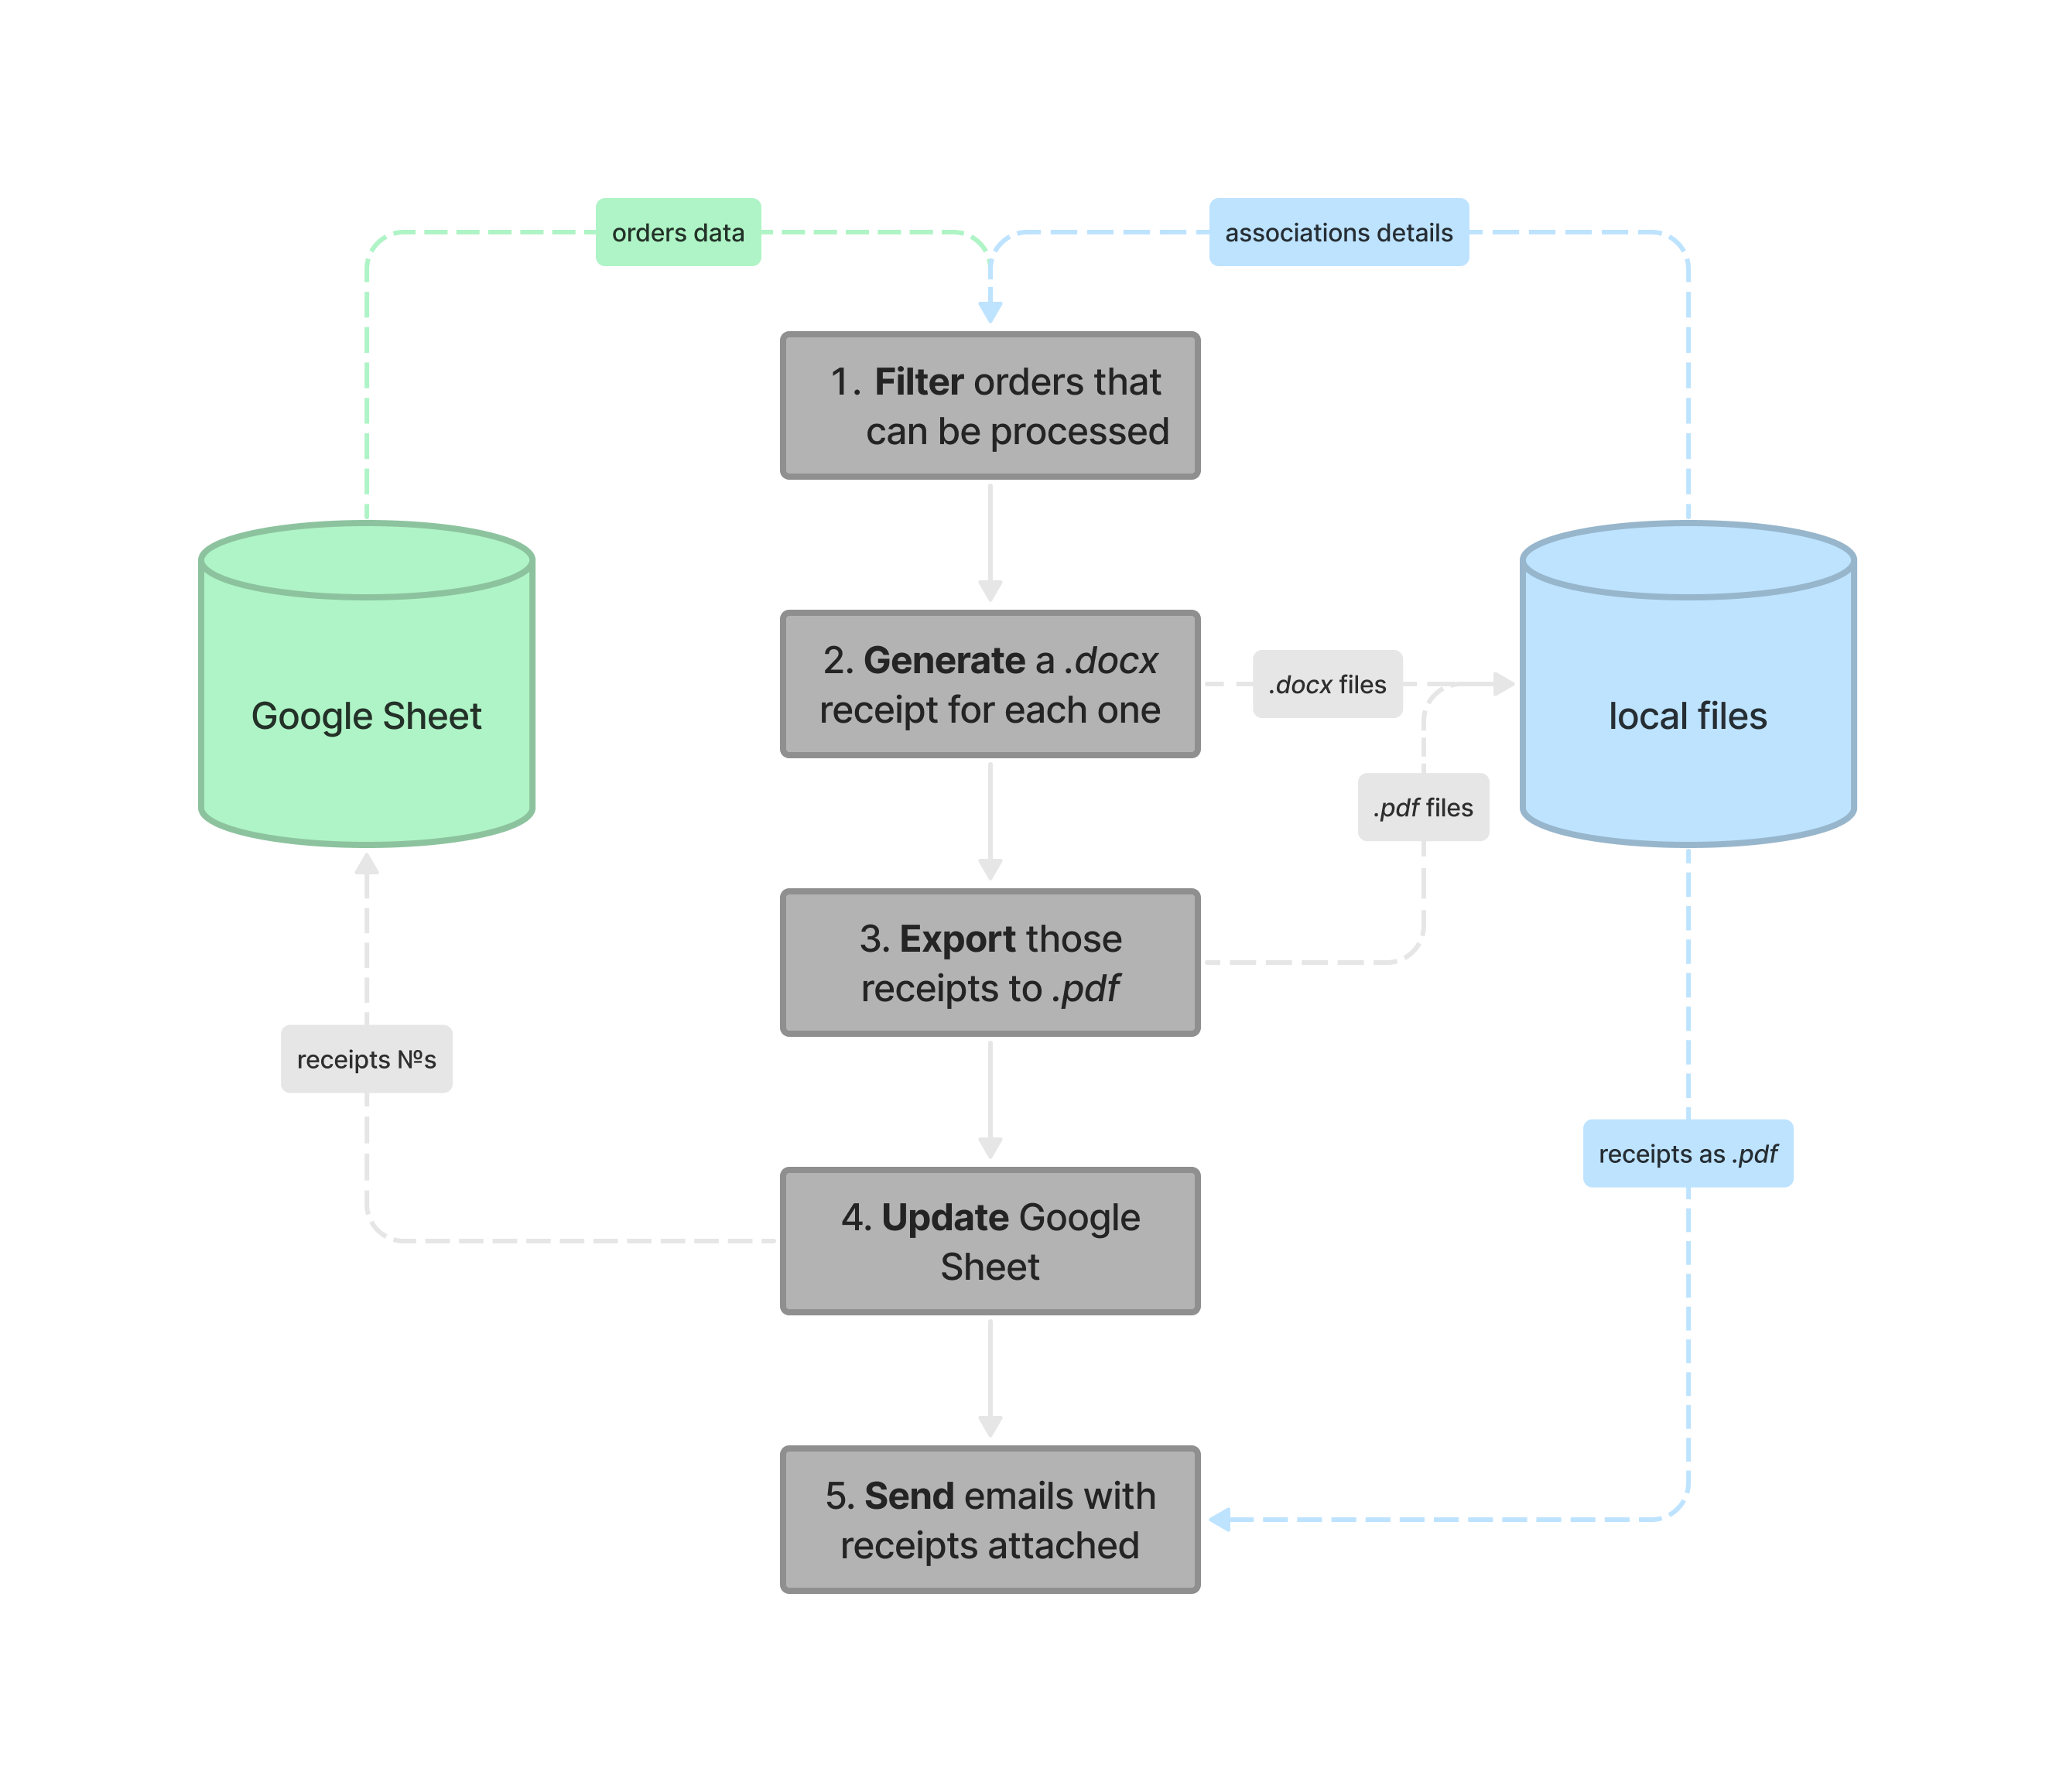 orders data
associations details
1. Filter orders that
can be processed
Google Sheet
2. Generate a .docx
receipt for each one
.docx files
local files
.pdf files
3. Export those
receipts to .pdf
receipts №s
receipts as .pdf
4. Update Google
Sheet
5. Send emails with
receipts attached